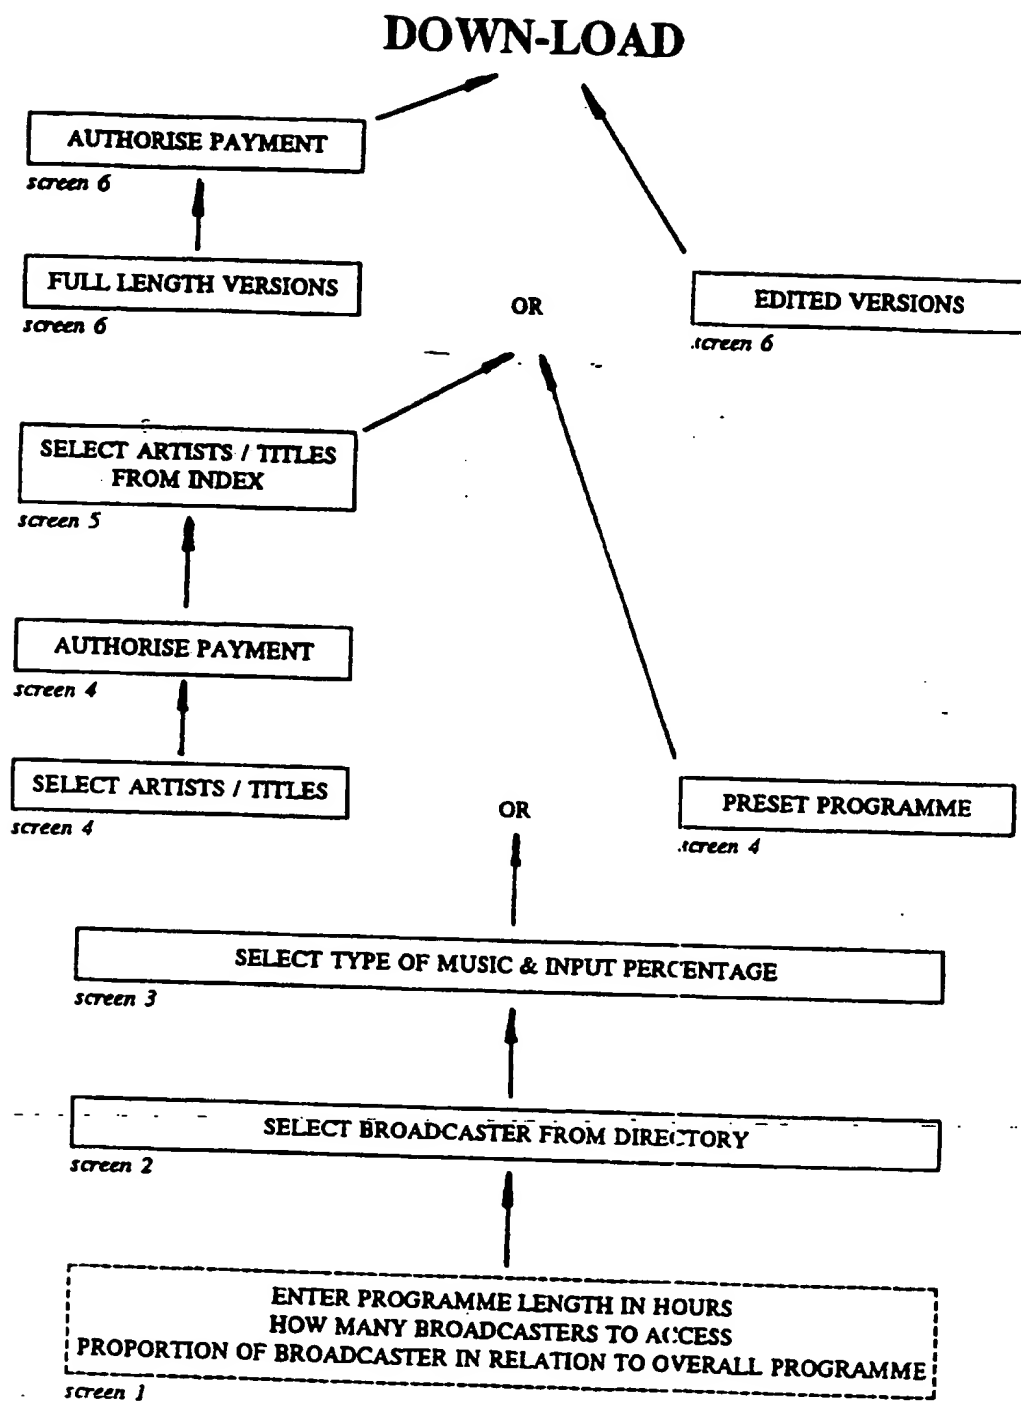 DOWN-LOAD
AUTHORISE PAYMENT
screen 6
FULL LENGTH VERSIONS
screen 6
OR
EDITED VERSIONS
screen 6
SELECT ARTISTS / TITLES
FROM INDEX
screen 5
AUTHORISE PAYMENT
screen 4
SELECT ARTISTS / TITLES
screen 4
OR
PRESET PROGRAMME
screen 4
SELECT TYPE OF MUSIC & INPUT PERCENTAGE
screen 3
SELECT BROADCASTER FROM DIRECTORY
screen 2
ENTER PROGRAMME LENGTH IN HOURS
HOW MANY BROADCASTERS TO ACCESS
PROPORTION OF BROADCASTER IN RELATION TO OVERALL PROGRAMME
screen 1